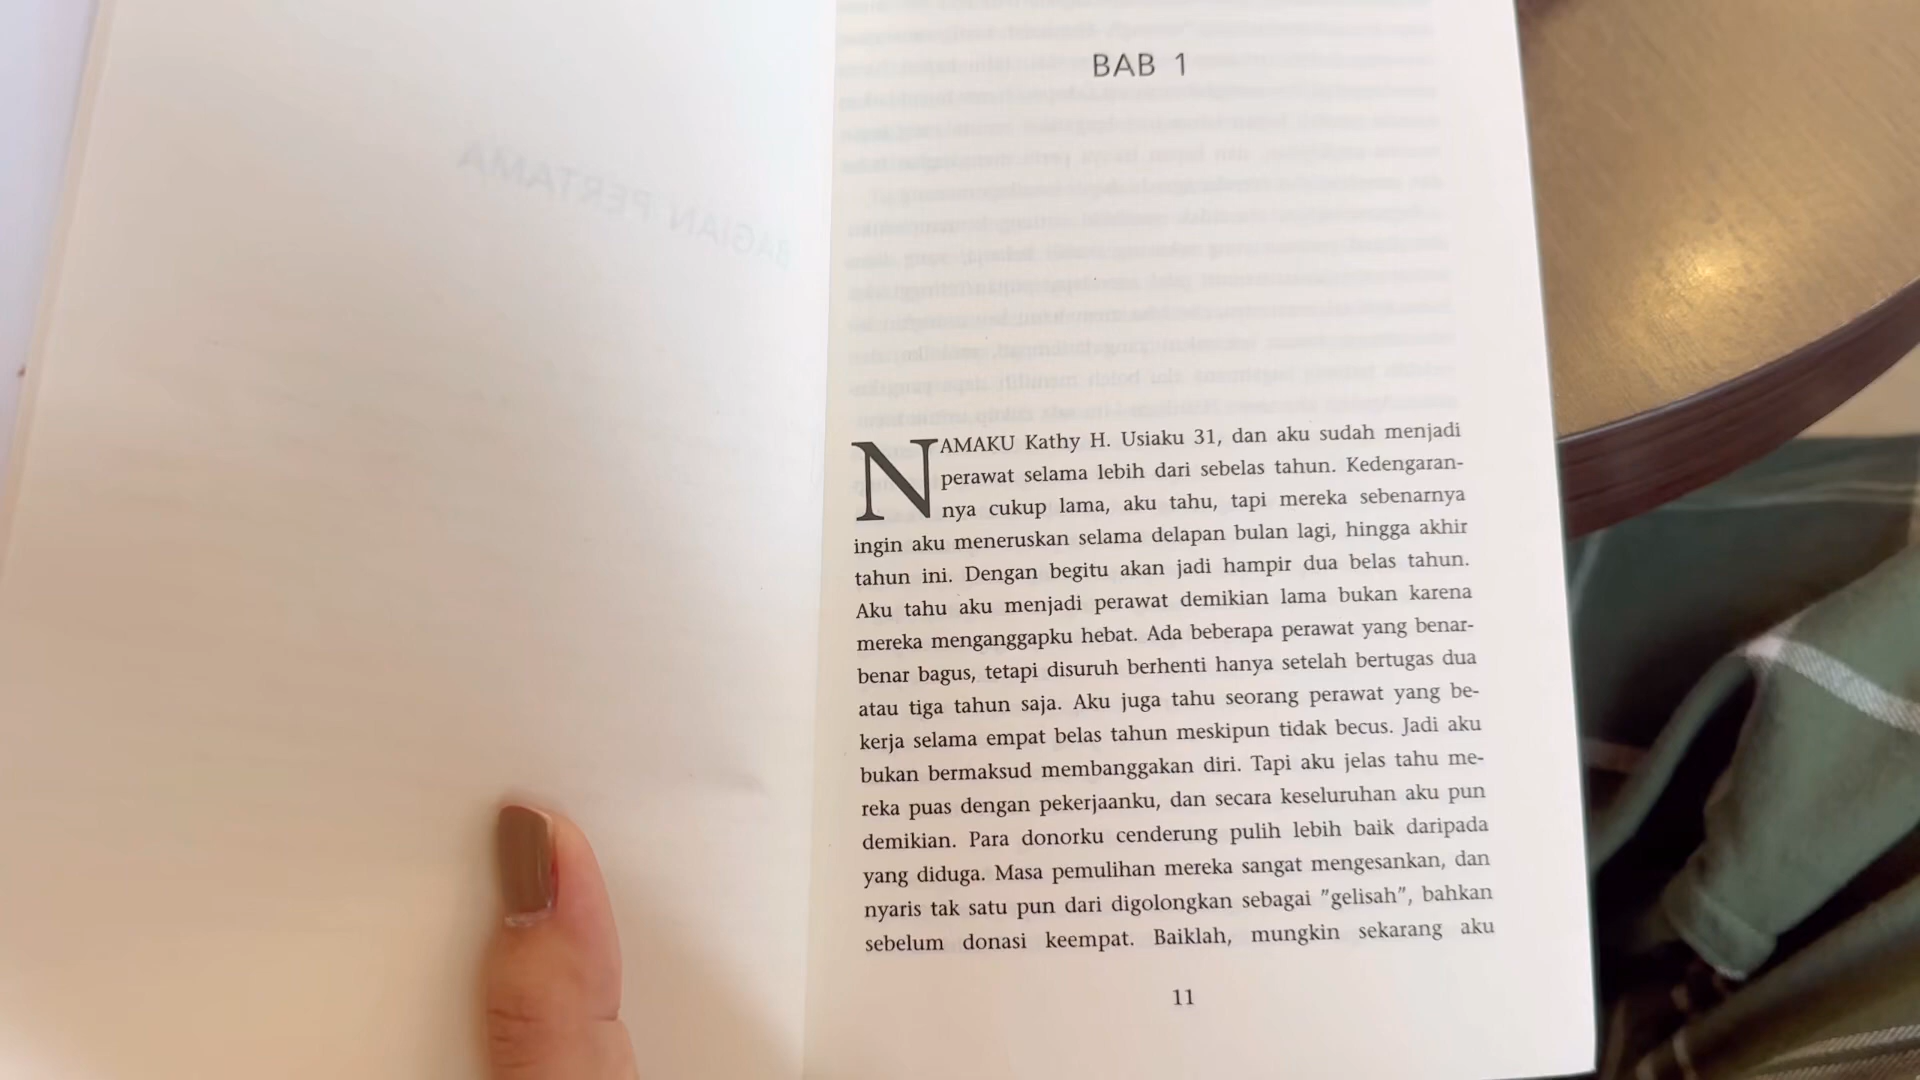 BAGIAN PERTAMA
BAB 1
NAMAKU Kathy H. Usiaku 31, dan aku sudah menjadi
perawat selama lebih dari sebelas tahun. Kedengaran-
nya cukup lama, aku tahu, tapi mereka sebenarnya
ingin aku meneruskan selama delapan bulan lagi, hingga akhir
tahun ini. Dengan begitu akan jadi hampir dua belas tahun.
Aku tahu aku menjadi perawat demikian lama bukan karena
mereka menganggapku hebat. Ada beberapa perawat yang benar-
benar bagus, tetapi disuruh berhenti hanya setelah bertugas dua
atau tiga tahun saja. Aku juga tahu seorang perawat yang be-
kerja selama empat belas tahun meskipun tidak becus. Jadi aku
bukan bermaksud membanggakan diri. Tapi aku jelas tahu me-
reka puas dengan pekerjaanku, dan secara keseluruhan aku pun
demikian. Para donorku cenderung pulih lebih baik daripada
yang diduga. Masa pemulihan mereka sangat mengesankan, dan
nyaris tak satu pun dari digolongkan sebagai ”gelisah”, bahkan
sebelum donasi keempat. Baiklah, mungkin sekarang aku
11